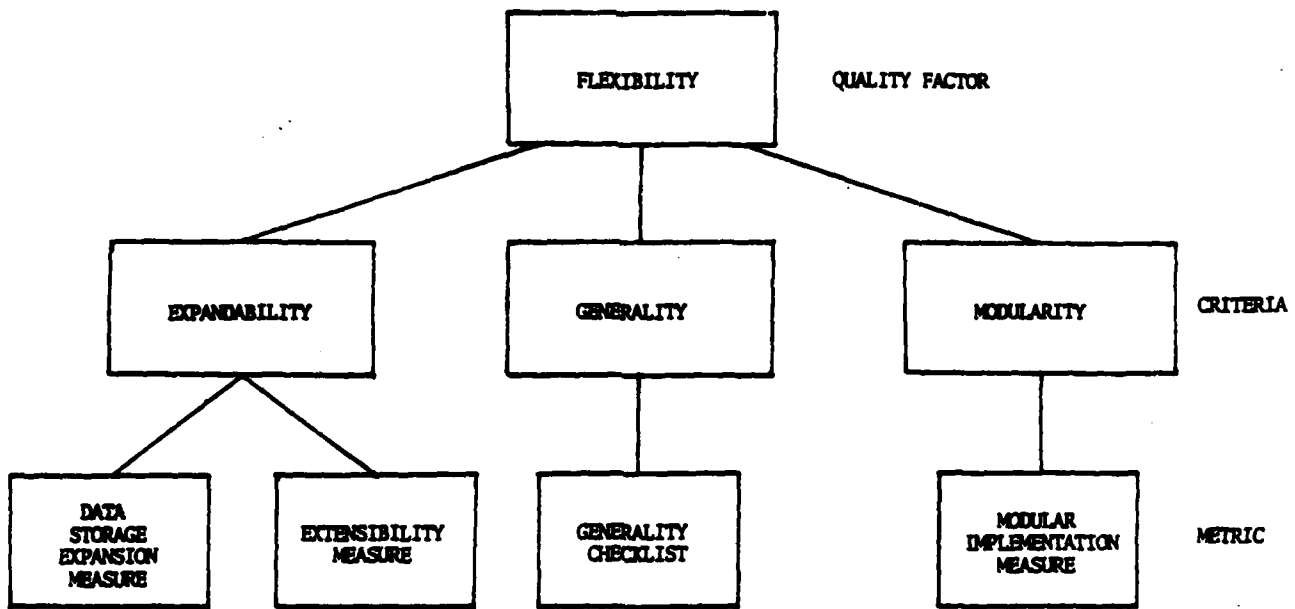 FLEXIBILITY
QUALITY FACTOR
EXPANDABILITY
GENERALITY
MODULARITY
CRITERIA
DATA
STORAGE
EXPANSION
MEASURE
EXTENSIBILITY
MEASURE
GENERALITY
CHECKLIST
MODULAR
IMPLEMENTATION
MEASURE
METRIC